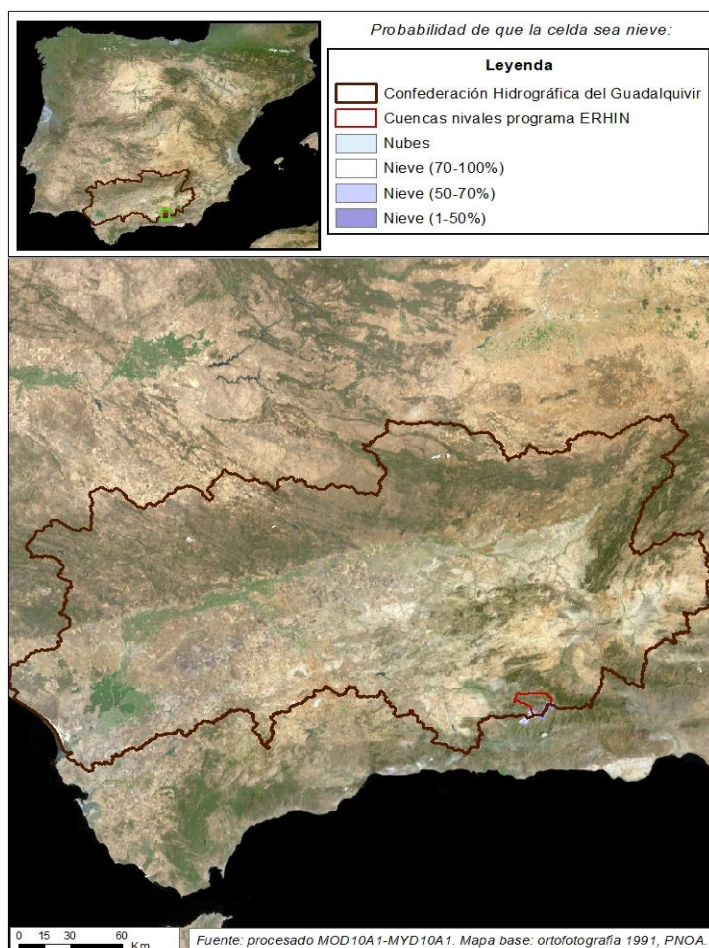 Probabilidad de que la celda sea nieve:
Leyenda
Confederación Hidrográfica del Guadalquivir
Cuencas nivales programa ERHIN
Nubes
Nieve (70-100%)
Nieve (50-70%)
Nieve (1-50%)
0 15 30 60
Km
Fuente: procesado MOD10A1-MYD10A1. Mapa base: ortofotografía 1991, PNOA.